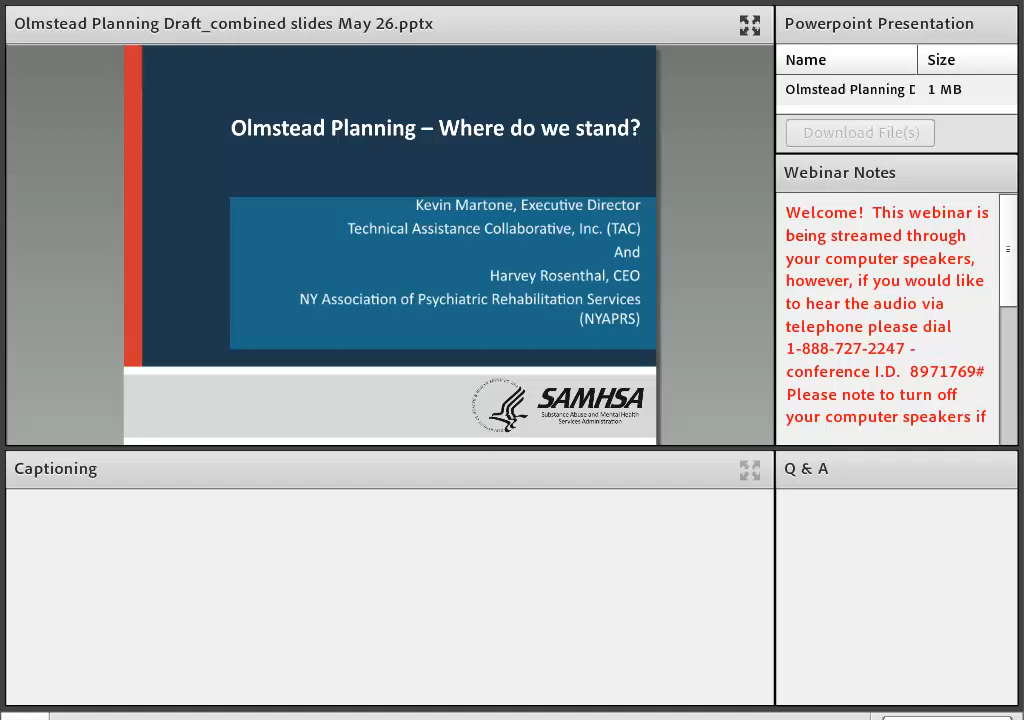 Olmstead Planning Draft_combined slides May 26.pptx
Olmstead Planning – Where do we stand?
Kevin Martone, Executive Director
Technical Assistance Collaborative, Inc. (TAC)
And
Harvey Rosenthal, CEO
NY Association of Psychiatric Rehabilitation Services
(NYAPRS)
SAMHSA
Substance Abuse and Mental Health
Services Administration
Powerpoint Presentation
Name Size
Olmstead Planning 1 MB
Download File(s)
Webinar Notes
Welcome! This webinar is
being streamed through
your computer speakers,
however, if you would like
to hear the audio via
telephone please dial
1-888-727-2247 -
conference I.D. 8971769#
Please note to turn off
your computer speakers if
Captioning
Q & A